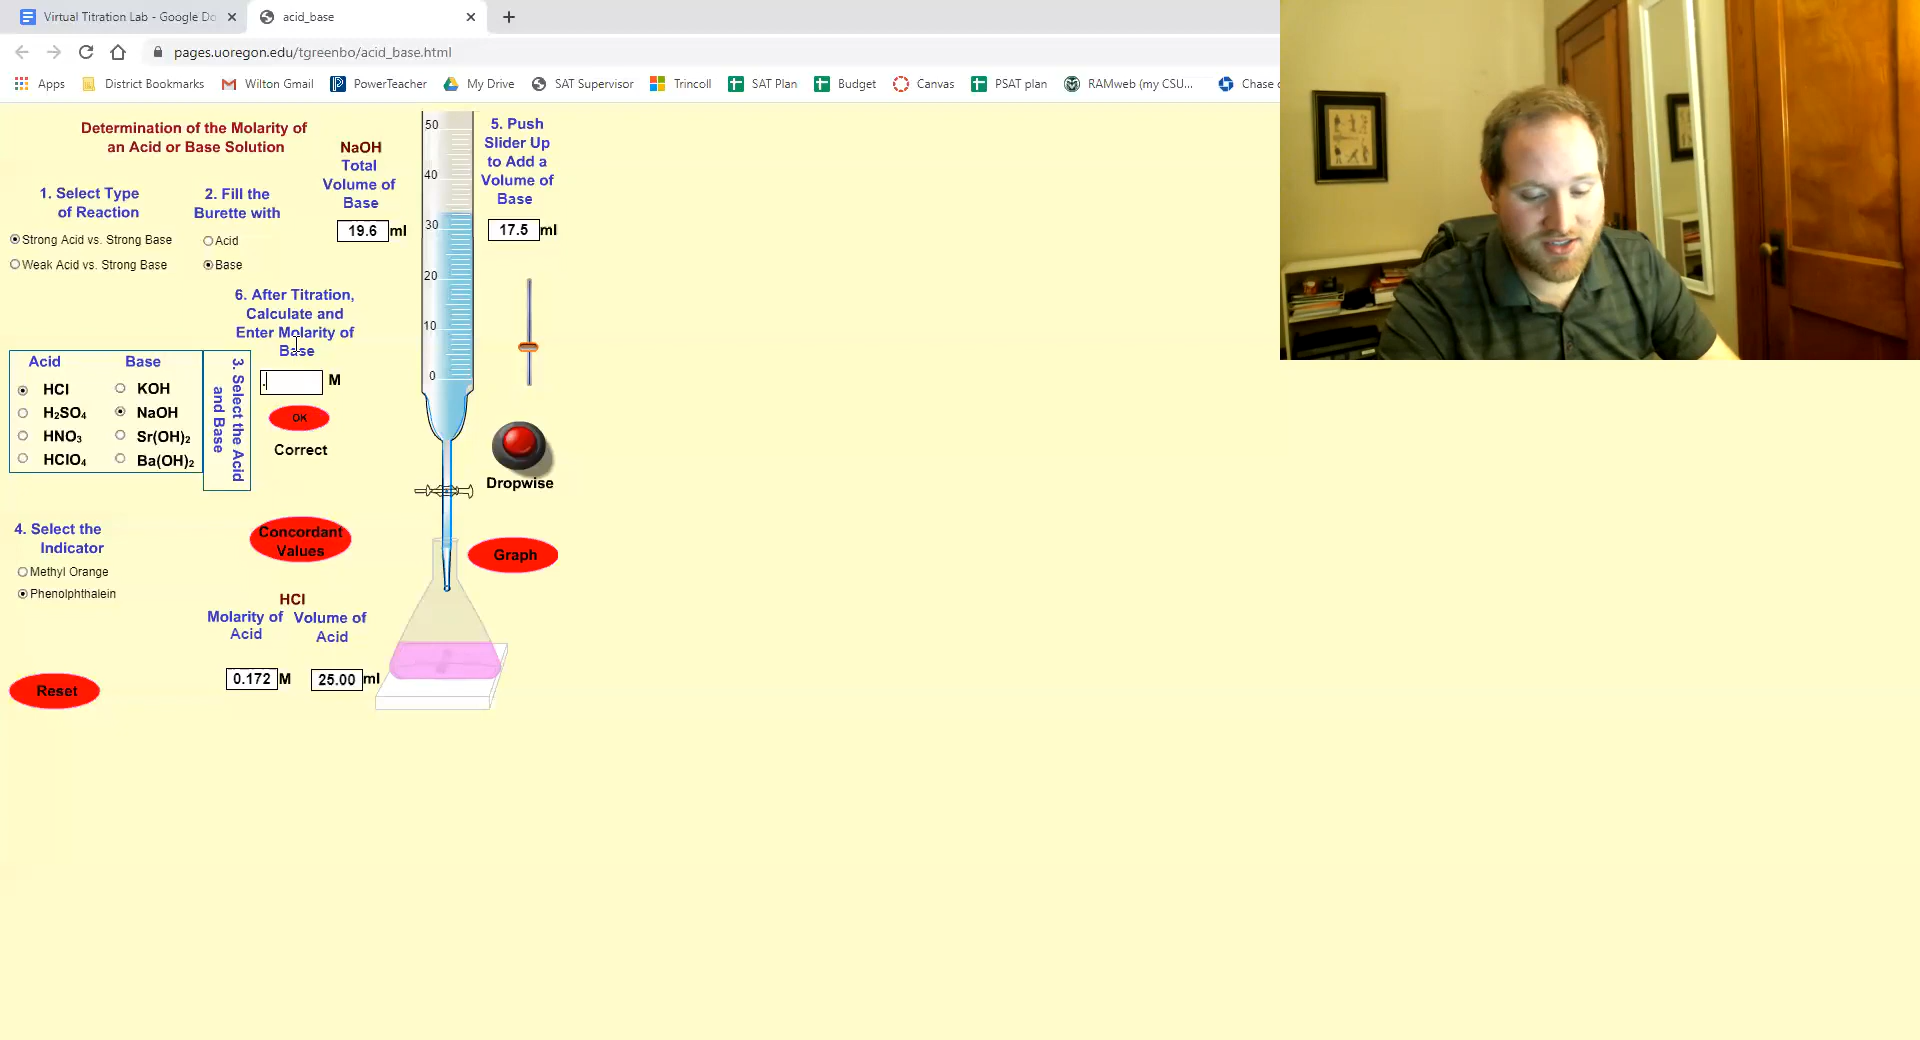 Virtual Titration Lab - Google Do
acid_base
pages.uoregon.edu/tgreenbo/acid_base.html
Apps
District Bookmarks
Wilton Gmail
PowerTeacher
My Drive
SAT Supervisor
Trincoll
SAT Plan
Budget
Canvas
PSAT plan
RAMweb (my CSU...
Chase c
Determination of the Molarity of
an Acid or Base Solution
1. Select Type
of Reaction
Strong Acid vs. Strong Base
Weak Acid vs. Strong Base
2. Fill the
Burette with
Acid
Base
NaOH
Total
Volume of
Base
19.6 ml
50
40
30
20
10
0
5. Push
Slider Up
to Add a
Volume of
Base
17.5 ml
6. After Titration,
Calculate and
Enter Molarity of
Base
. M
OK
Correct
Acid
Base
HCl
KOH
H₂SO₄
NaOH
HNO₃
Sr(OH)₂
HClO₄
Ba(OH)₂
3. Select the Acid
and Base
Dropwise
4. Select the
Indicator
Methyl Orange
Phenolphthalein
Concordant
Values
Graph
HCl
Molarity of
Acid
Volume of
Acid
0.172 M
25.00 ml
Reset